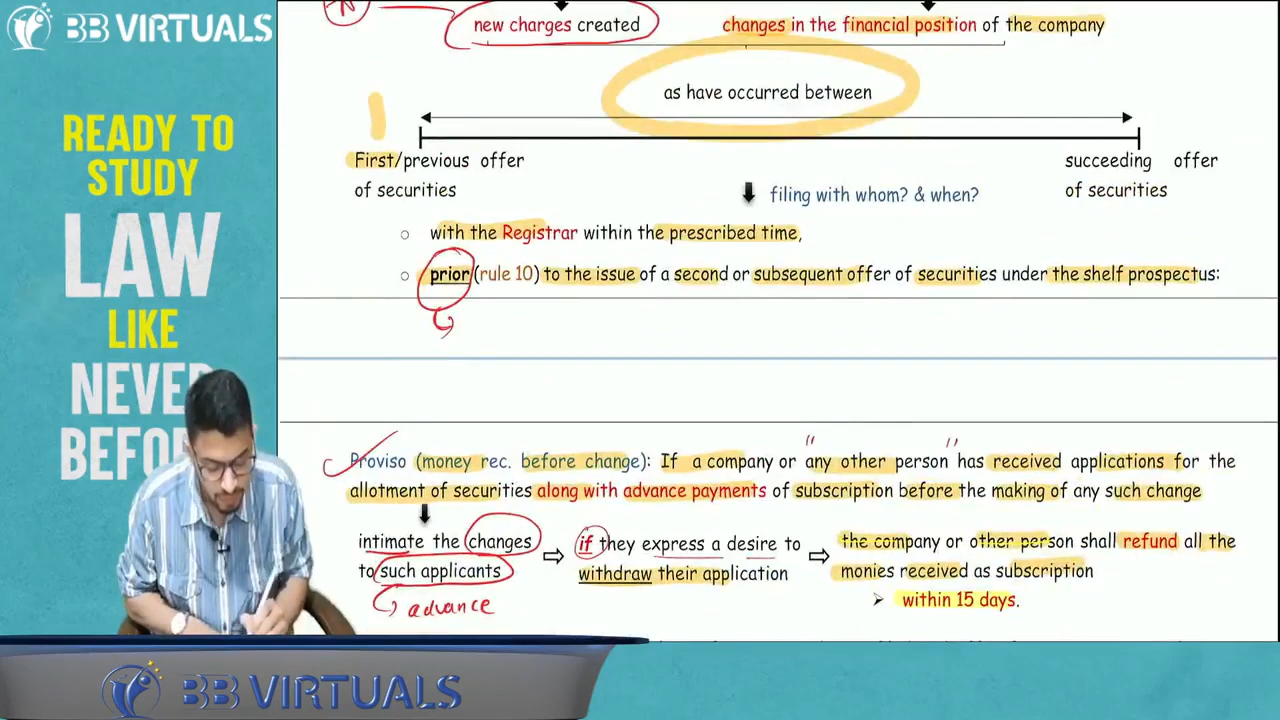 BB VIRTUALS
READY TO
STUDY
LAW
LIKE
NEVER
BEFO
new charges created
changes in the financial position of the company
as have occurred between
First/previous offer
of securities
succeeding offer
of securities
filing with whom? & when?
with the Registrar within the prescribed time,
prior (rule 10) to the issue of a second or subsequent offer of securities under the shelf prospectus:
Proviso (money rec. before change): If a company or "any other person" has received applications for the
allotment of securities along with advance payments of subscription before the making of any such change
intimate the changes
to such applicants
advance
if they express a desire to
withdraw their application
the company or other person shall refund all the
monies received as subscription
within 15 days.
BB VIRTUALS